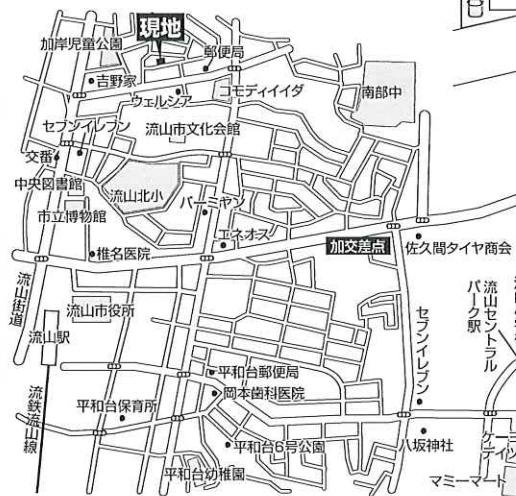 現地
加岸児童公園
郵便局
吉野家
ウェルシア
コモディイイダ
南部中
セブンイレブン
流山市文化会館
交番
中央図書館
流山北小
バーミヤン
市立博物館
エネオス
加交差点
佐久間タイヤ商会
椎名医院
流山街道
流山市役所
流山駅
セブンイレブン
流山セントラル
パーク駅
平和台郵便局
岡本歯科医院
平和台保育所
流鉄流山線
平和台6号公園
八坂神社
平和台幼稚園
マミーマート